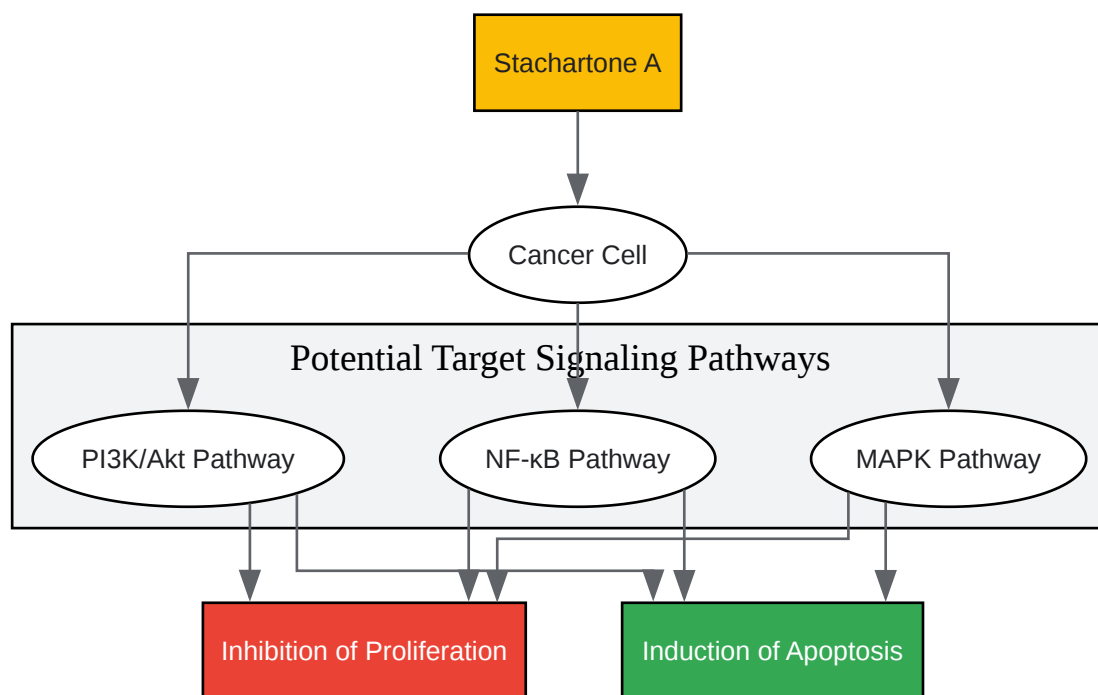 Stachartone A
Cancer Cell
Potential Target Signaling Pathways
PI3K/Akt Pathway
NF-κB Pathway
MAPK Pathway
Inhibition of Proliferation
Induction of Apoptosis